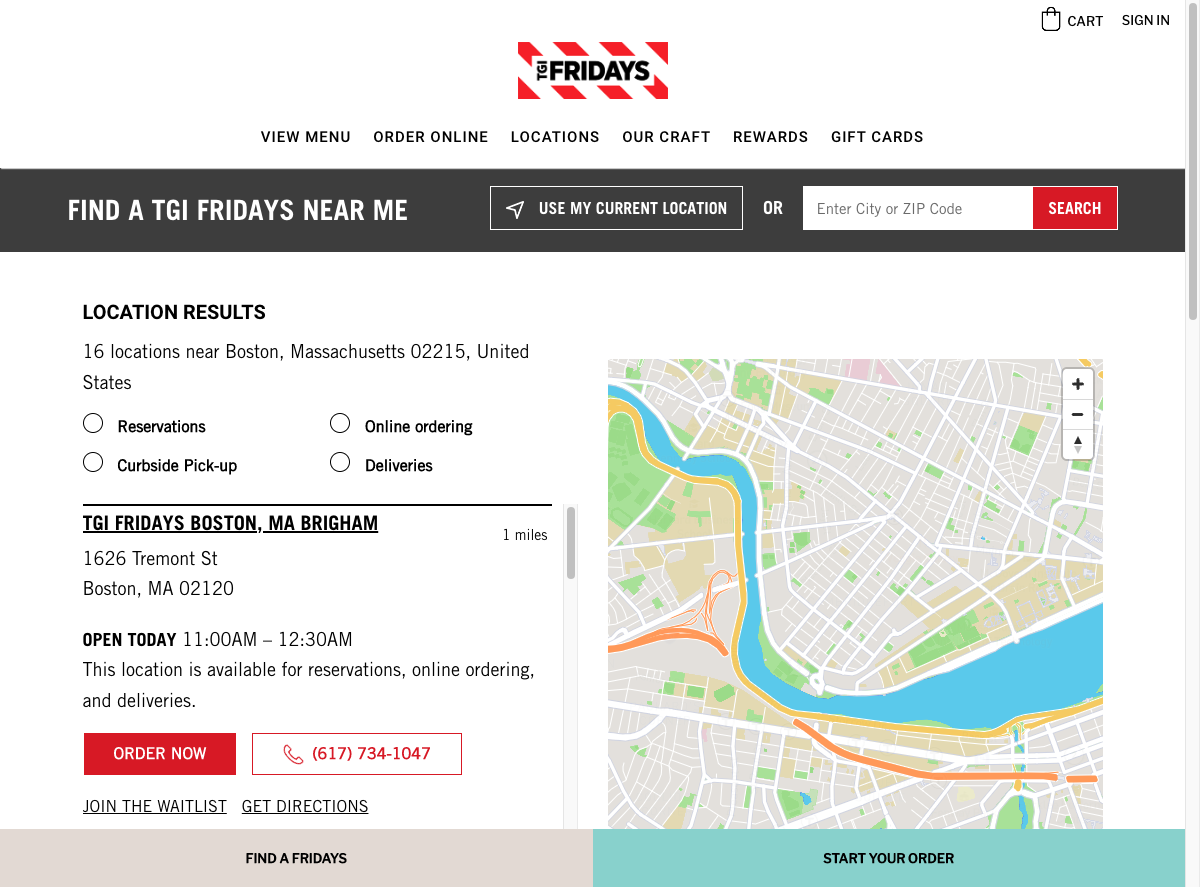 CART
SIGN IN
TGI FRIDAYS
VIEW MENU
ORDER ONLINE
LOCATIONS
OUR CRAFT
REWARDS
GIFT CARDS
FIND A TGI FRIDAYS NEAR ME
USE MY CURRENT LOCATION
OR
Enter City or ZIP Code
SEARCH
LOCATION RESULTS
16 locations near Boston, Massachusetts 02215, United
States
Reservations
Online ordering
Curbside Pick-up
Deliveries
TGI FRIDAYS BOSTON, MA BRIGHAM
1 miles
1626 Tremont St
Boston, MA 02120
OPEN TODAY 11:00AM – 12:30AM
This location is available for reservations, online ordering,
and deliveries.
ORDER NOW
(617) 734-1047
JOIN THE WAITLIST
GET DIRECTIONS
FIND A FRIDAYS
START YOUR ORDER